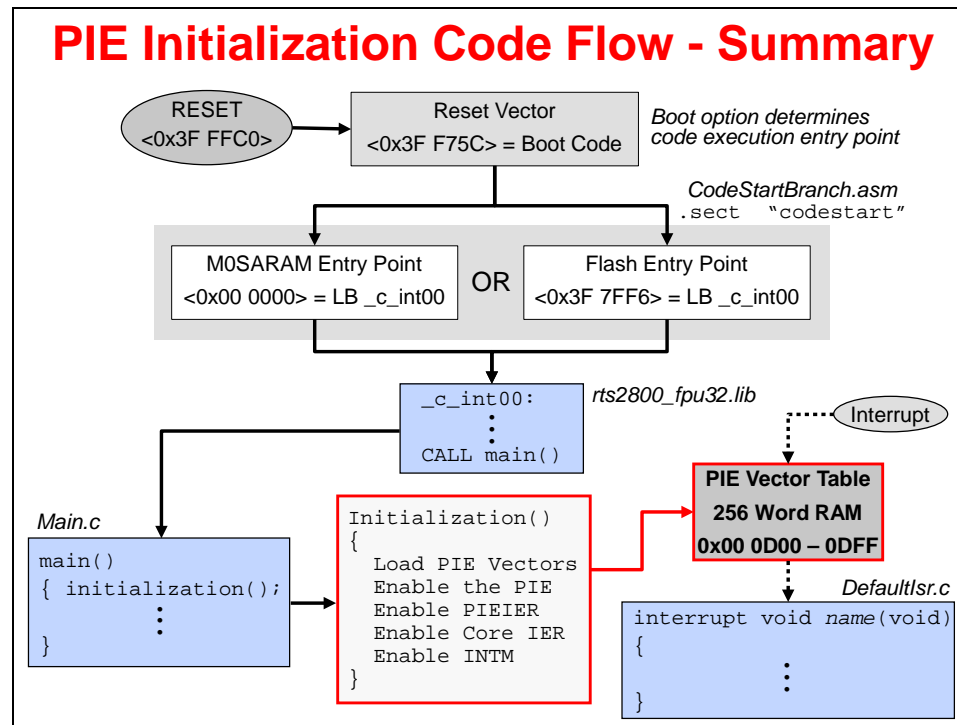 PIE Initialization Code Flow - Summary
RESET
<0x3F FFC0>
Reset Vector
<0x3F F75C> = Boot Code
Boot option determines
code execution entry point
CodeStartBranch.asm
.sect “codestart”
M0SARAM Entry Point
<0x00 0000> = LB _c_int00
OR
Flash Entry Point
<0x3F 7FF6> = LB _c_int00
_c_int00:
CALL main()
rts2800_fpu32.lib
Interrupt
PIE Vector Table
256 Word RAM
0x00 0D00 – 0DFF
Main.c
main()
{ initialization();
}
Initialization()
{
Load PIE Vectors
Enable the PIE
Enable PIEIER
Enable Core IER
Enable INTM
}
DefaultIsr.c
interrupt void name(void)
{
}